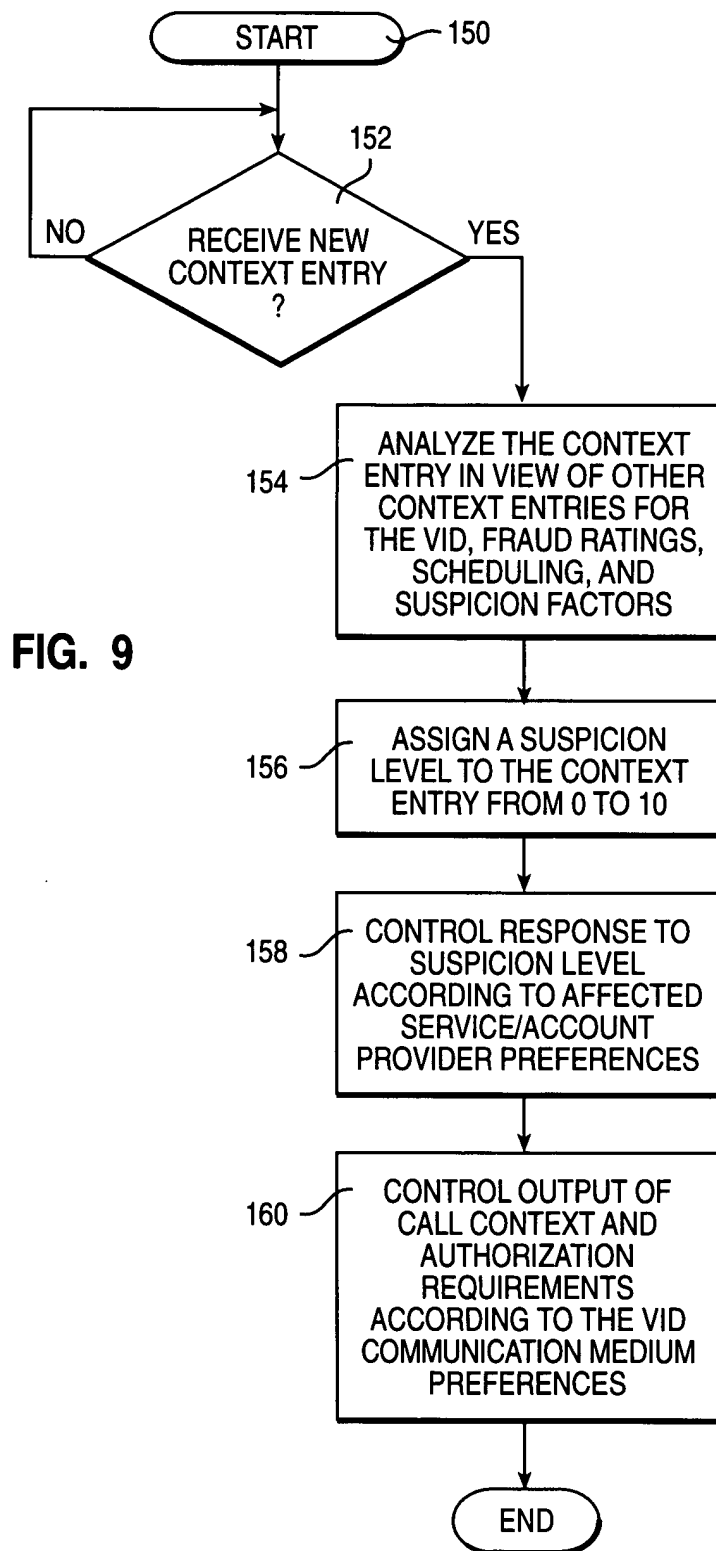 START
150
152
NO
YES
RECEIVE NEW
CONTEXT ENTRY
?
154
ANALYZE THE CONTEXT
ENTRY IN VIEW OF OTHER
CONTEXT ENTRIES FOR
THE VID, FRAUD RATINGS,
SCHEDULING, AND
SUSPICION FACTORS
FIG. 9
156
ASSIGN A SUSPICION
LEVEL TO THE CONTEXT
ENTRY FROM 0 TO 10
158
CONTROL RESPONSE TO
SUSPICION LEVEL
ACCORDING TO AFFECTED
SERVICE/ACCOUNT
PROVIDER PREFERENCES
160
CONTROL OUTPUT OF
CALL CONTEXT AND
AUTHORIZATION
REQUIREMENTS
ACCORDING TO THE VID
COMMUNICATION MEDIUM
PREFERENCES
END